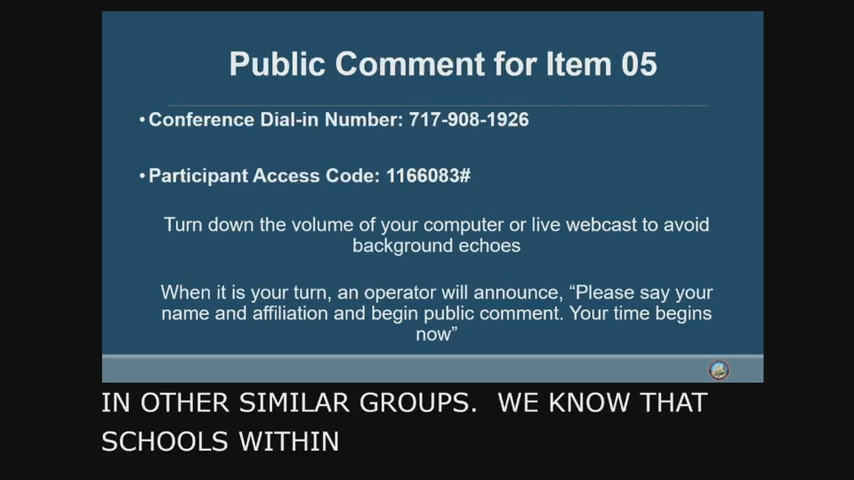 Public Comment for Item 05
•Conference Dial-in Number: 717-908-1926
•Participant Access Code: 1166083#
Turn down the volume of your computer or live webcast to avoid
background echoes
When it is your turn, an operator will announce, “Please say your
name and affiliation and begin public comment. Your time begins
now”
IN OTHER SIMILAR GROUPS.  WE KNOW THAT
SCHOOLS WITHIN